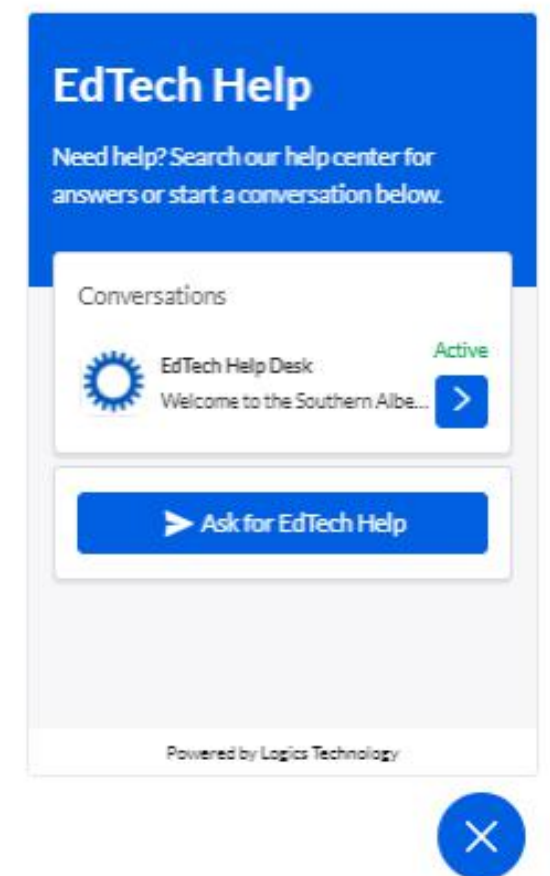 EdTech Help
Need help? Search our help center for
answers or start a conversation below.
Conversations
Active
EdTech Help Desk
Welcome to the Southern Albe...
Ask for EdTech Help
Powered by Logics Technology